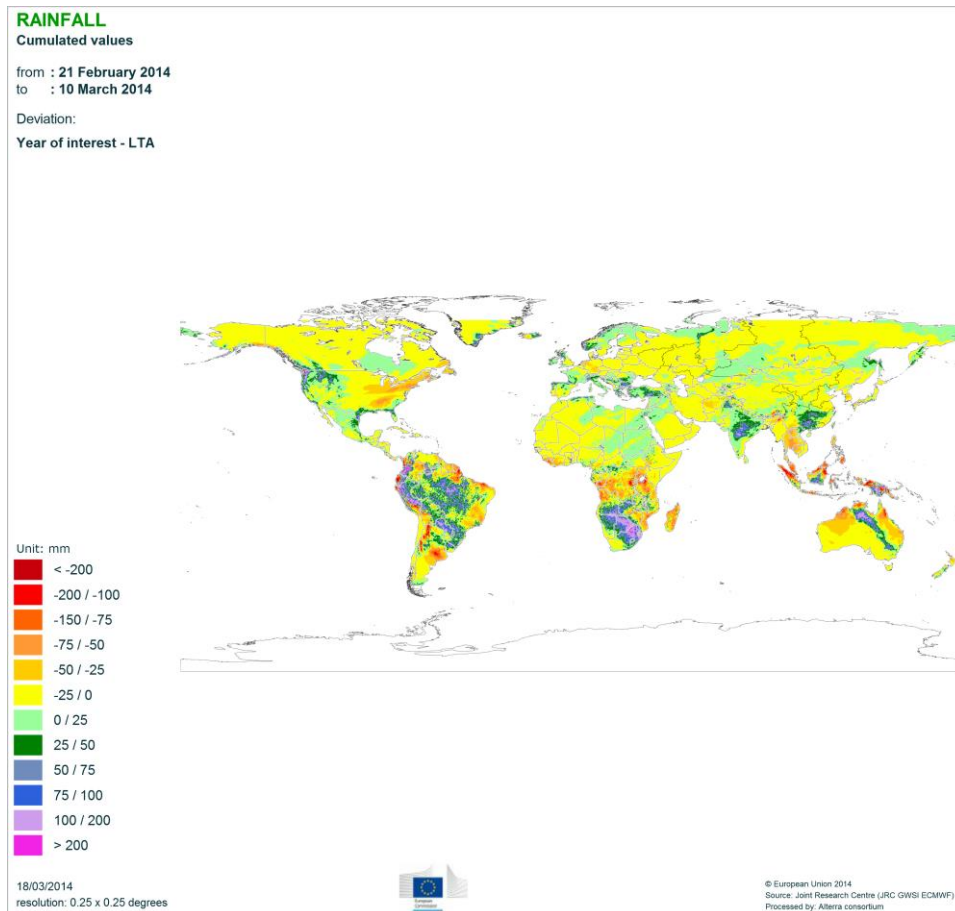 RAINFALL
Cumulated values
from : 21 February 2014
to : 10 March 2014
Deviation:
Year of interest - LTA
Unit: mm
< -200
-200 / -100
-150 / -75
-75 / -50
-50 / -25
-25 / 0
0 / 25
25 / 50
50 / 75
75 / 100
100 / 200
> 200
18/03/2014
resolution: 0.25 x 0.25 degrees
European
Commission
© European Union 2014
Source: Joint Research Centre (JRC GWSI ECMWF)
Processed by: Alterra consortium